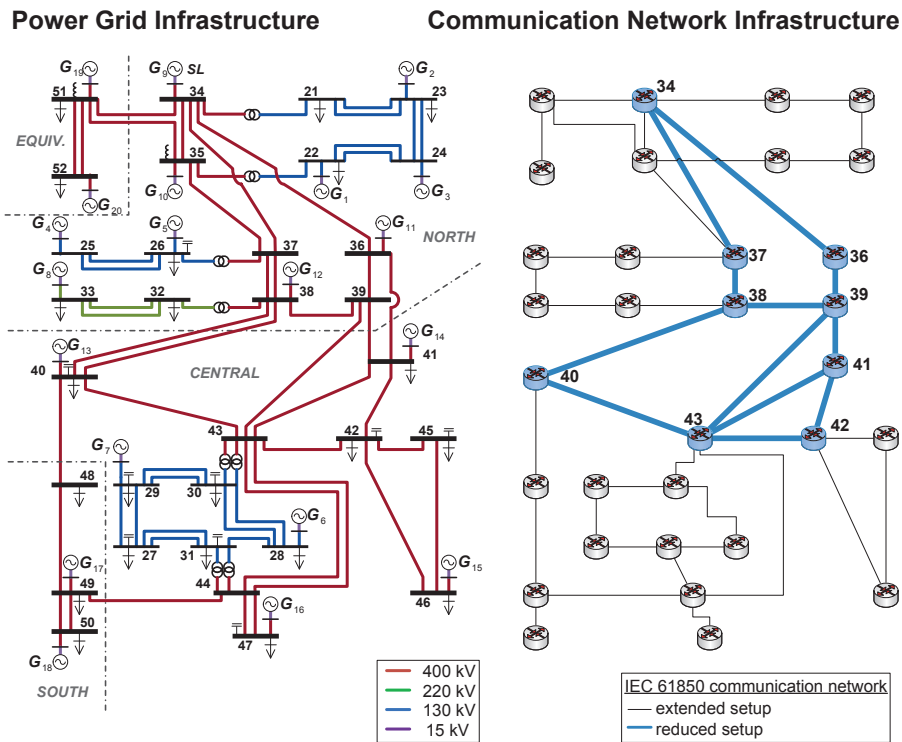 Power Grid Infrastructure
G19
51
EQUIV.
52
G20
G9
SL
34
35
G10
21
22
G1
G2
23
24
G3
G4
25
G5
26
G8
33
32
37
G12
38
G11
36
39
NORTH
G13
40
CENTRAL
G14
41
43
42
45
G7
29
30
27
31
28
G6
44
G16
47
G15
46
48
G17
49
50
G18
SOUTH
400 kV
220 kV
130 kV
15 kV
Communication Network Infrastructure
34
37
36
38
39
40
41
43
42
IEC 61850 communication network
extended setup
reduced setup